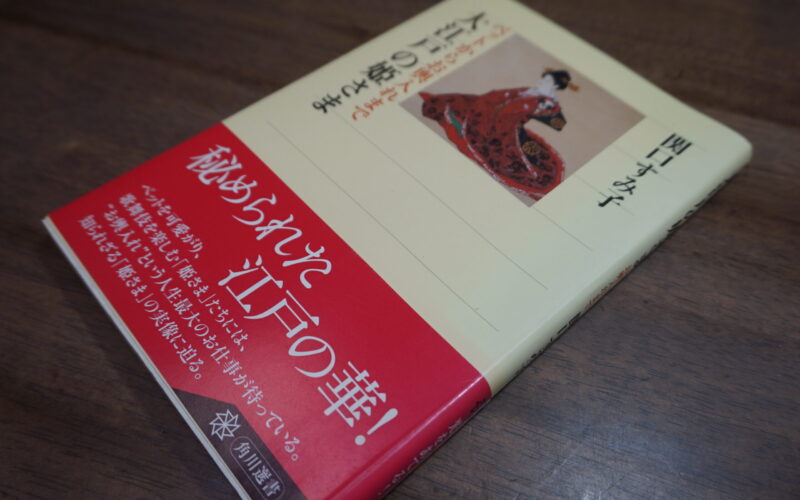 大江戸の姫さま
ペットからお輿入れまで
関口すみ子
秘められた
江戸の華!
ペットを可愛がり、
歌舞伎を楽しむ「姫さま」たちには、
“お輿入れ”という人生最大のお仕事が待っている。
知られざる「姫さま」の実像に迫る。
角川選書